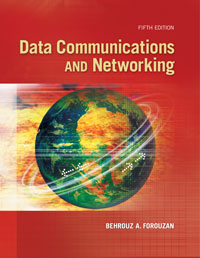 FIFTH EDITION
Data Communications
AND Networking
BEHROUZ A. FOROUZAN